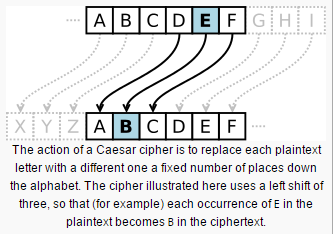 ··· A B C D E F G H I
X Y Z A B C D E F ···
The action of a Caesar cipher is to replace each plaintext
letter with a different one a fixed number of places down
the alphabet. The cipher illustrated here uses a left shift of
three, so that (for example) each occurrence of E in the
plaintext becomes B in the ciphertext.